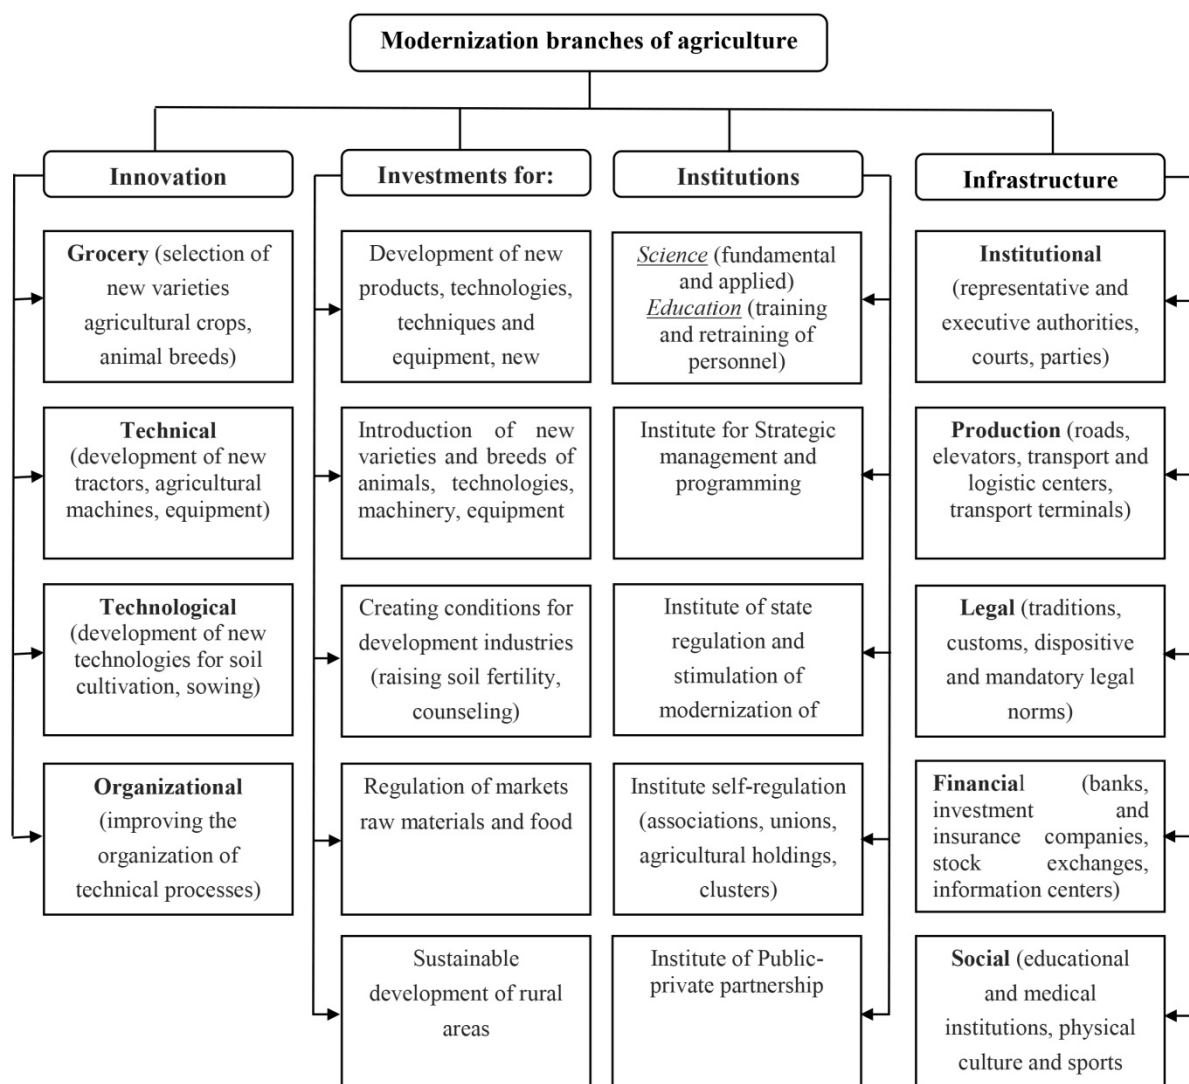 Modernization branches of agriculture
Innovation
Grocery (selection of
new varieties
agricultural crops,
animal breeds)
Technical
(development of new
tractors, agricultural
machines, equipment)
Technological
(development of new
technologies for soil
cultivation, sowing)
Organizational
(improving the
organization of
technical processes)
Investments for:
Development of new
products, technologies,
techniques and
equipment, new
Introduction of new
varieties and breeds of
animals, technologies,
machinery, equipment
Creating conditions for
development industries
(raising soil fertility,
counseling)
Regulation of markets
raw materials and food
Sustainable
development of rural
areas
Institutions
Science (fundamental
and applied)
Education (training
and retraining of
personnel)
Institute for Strategic
management and
programming
Institute of state
regulation and
stimulation of
modernization of
Institute self-regulation
(associations, unions,
agricultural holdings,
clusters)
Institute of Public-
private partnership
Infrastructure
Institutional
(representative and
executive authorities,
courts, parties)
Production (roads,
elevators, transport and
logistic centers,
transport terminals)
Legal (traditions,
customs, dispositive
and mandatory legal
norms)
Financial (banks,
investment and
insurance companies,
stock exchanges,
information centers)
Social (educational
and medical
institutions, physical
culture and sports